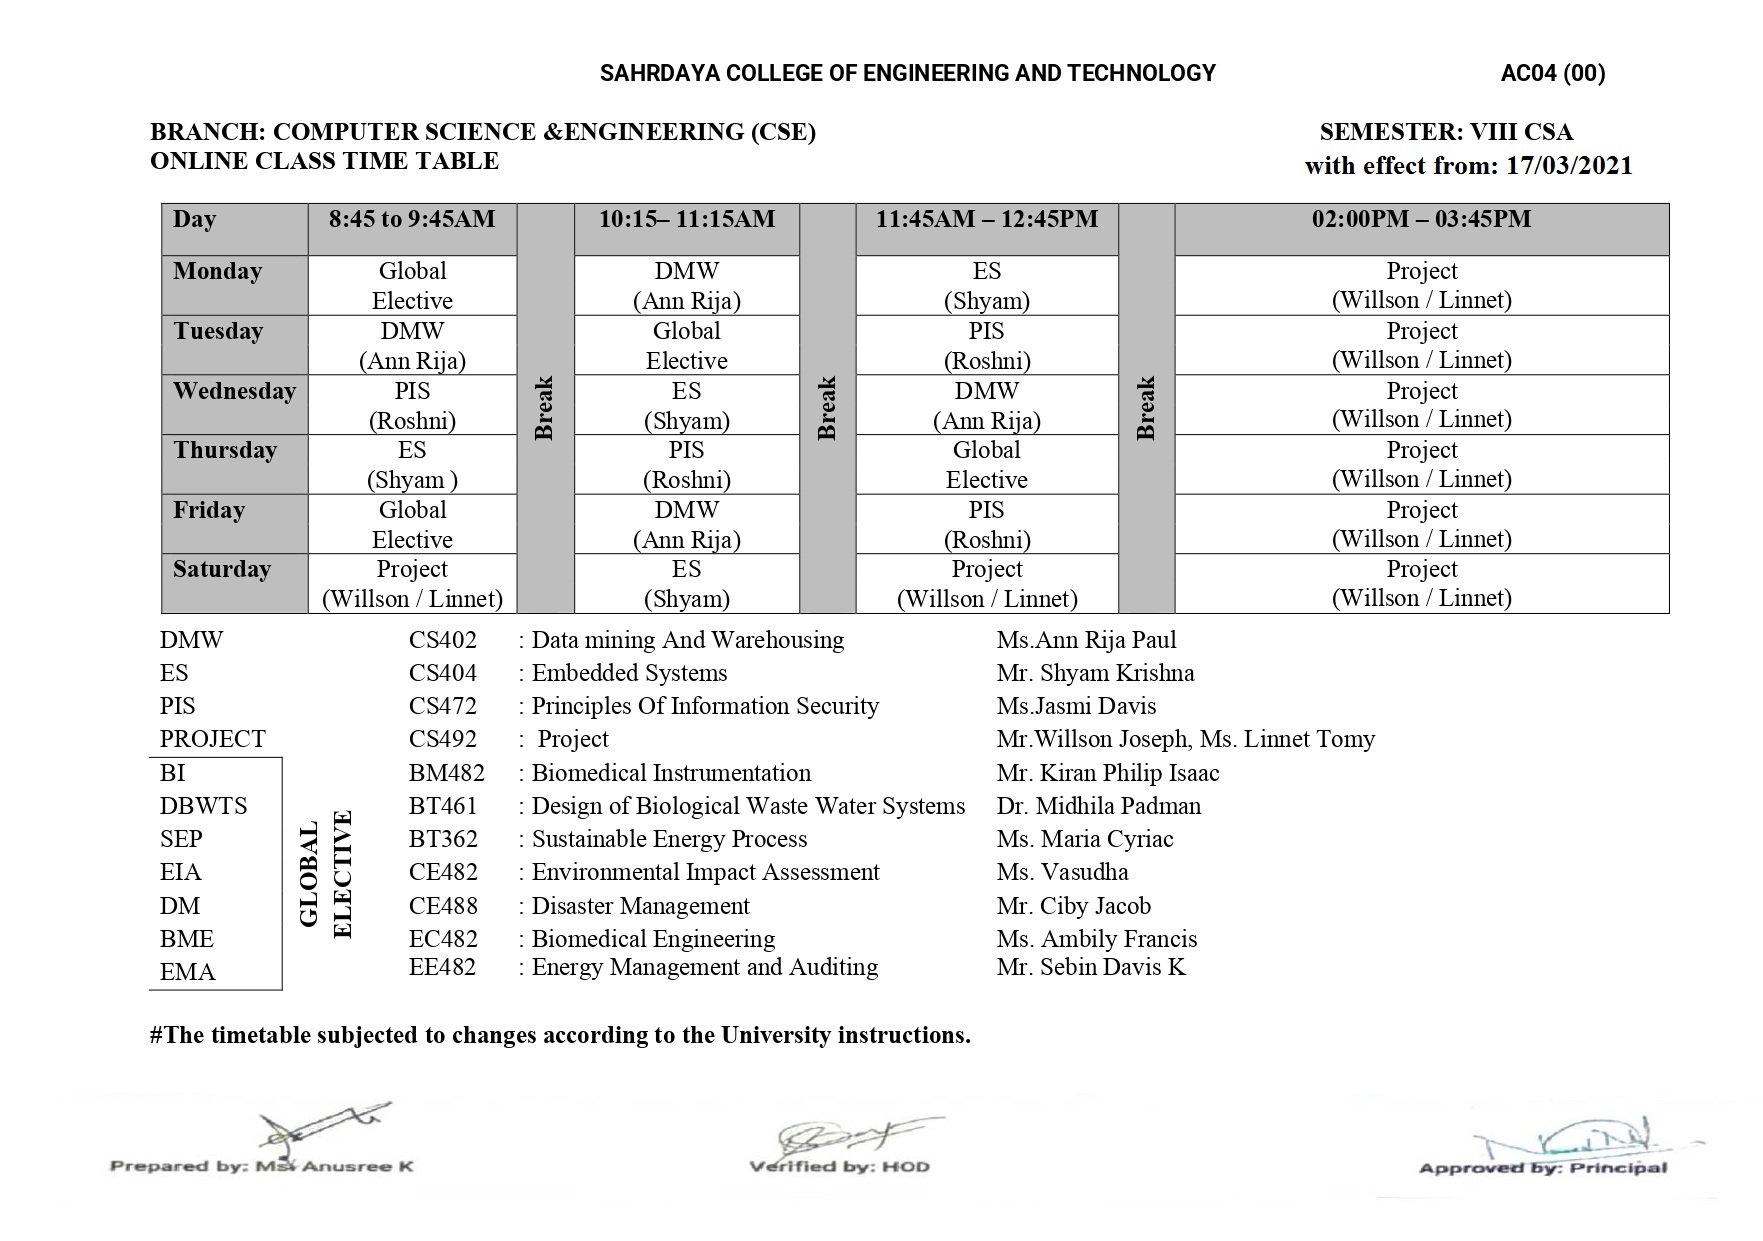 SAHRDAYA COLLEGE OF ENGINEERING AND TECHNOLOGY AC04 (00)
BRANCH: COMPUTER SCIENCE &ENGINEERING (CSE) SEMESTER: VIII CSA
ONLINE CLASS TIME TABLE with effect from: 17/03/2021
Day 8:45 to 9:45AM Break 10:15– 11:15AM Break 11:45AM – 12:45PM Break 02:00PM – 03:45PM
Monday Global DMW ES Project
Elective (Ann Rija) (Shyam) (Willson / Linnet)
Tuesday DMW Global PIS Project
(Ann Rija) Elective (Roshni) (Willson / Linnet)
Wednesday PIS ES DMW Project
(Roshni) (Shyam) (Ann Rija) (Willson / Linnet)
Thursday ES PIS Global Project
(Shyam ) (Roshni) Elective (Willson / Linnet)
Friday Global DMW PIS Project
Elective (Ann Rija) (Roshni) (Willson / Linnet)
Saturday Project ES Project Project
(Willson / Linnet) (Shyam) (Willson / Linnet) (Willson / Linnet)
DMW CS402 : Data mining And Warehousing Ms.Ann Rija Paul
ES CS404 : Embedded Systems Mr. Shyam Krishna
PIS CS472 : Principles Of Information Security Ms.Jasmi Davis
PROJECT CS492 : Project Mr.Willson Joseph, Ms. Linnet Tomy
GLOBAL
ELECTIVE
BI BM482 : Biomedical Instrumentation Mr. Kiran Philip Isaac
DBWTS BT461 : Design of Biological Waste Water Systems Dr. Midhila Padman
SEP BT362 : Sustainable Energy Process Ms. Maria Cyriac
EIA CE482 : Environmental Impact Assessment Ms. Vasudha
DM CE488 : Disaster Management Mr. Ciby Jacob
BME EC482 : Biomedical Engineering Ms. Ambily Francis
EMA EE482 : Energy Management and Auditing Mr. Sebin Davis K
#The timetable subjected to changes according to the University instructions.
Prepared by: Ms. Anusree K Verified by: HOD Approved by: Principal